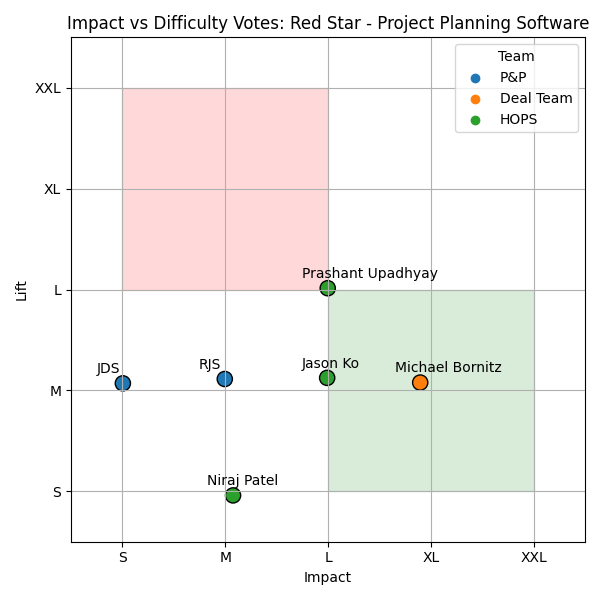 Impact vs Difficulty Votes: Red Star - Project Planning Software
Team
P&P
Deal Team
HOPS
XXL
XL
L
M
S
Lift
Prashant Upadhyay
JDS
RJS
Jason Ko
Michael Bornitz
Niraj Patel
S
M
L
XL
XXL
Impact